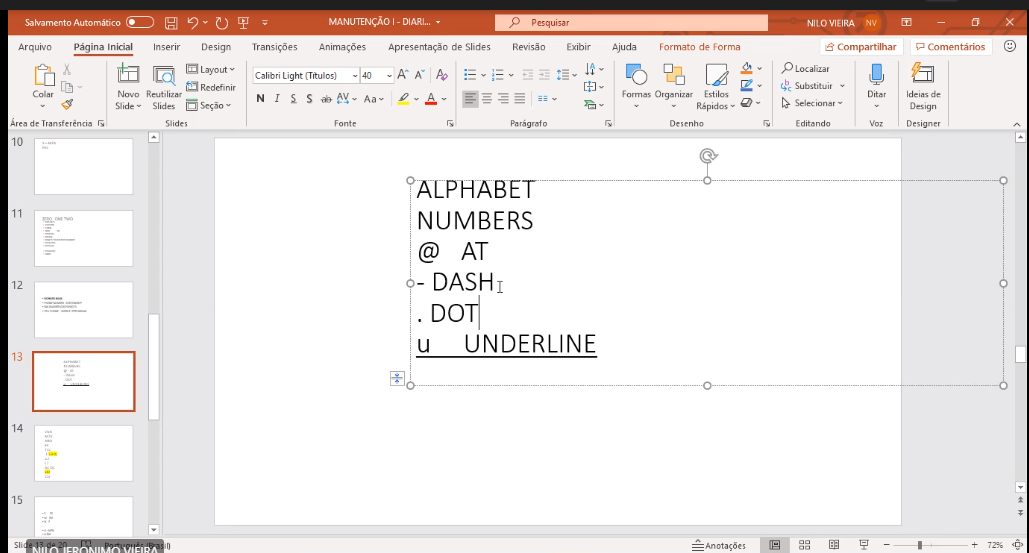 Salvamento Automático
MANUTENÇÃO I - DIARI...
Pesquisar
NILO VIEIRA NV
Arquivo Página Inicial Inserir Design Transições Animações Apresentação de Slides Revisão Exibir Ajuda Formato de Forma Compartilhar Comentários
Colar
Novo Slide
Reutilizar Slides
Layout
Redefinir
Seção
Calibri Light (Títulos) 40
N I S S ab AV Aa A
Formas Organizar Estilos Rápidos
Localizar
Substituir
Selecionar
Ditar
Ideias de Design
Área de Transferência Slides Fonte Parágrafo Desenho Editando Voz Designer
10
11
ZERO ONE TWO
12
13
14
15
ALPHABET
NUMBERS
@ AT
- DASH
. DOT
u UNDERLINE
Slide 13 de 20 Português (Brasil)
NILO JERONIMO VIEIRA
Anotações
72%